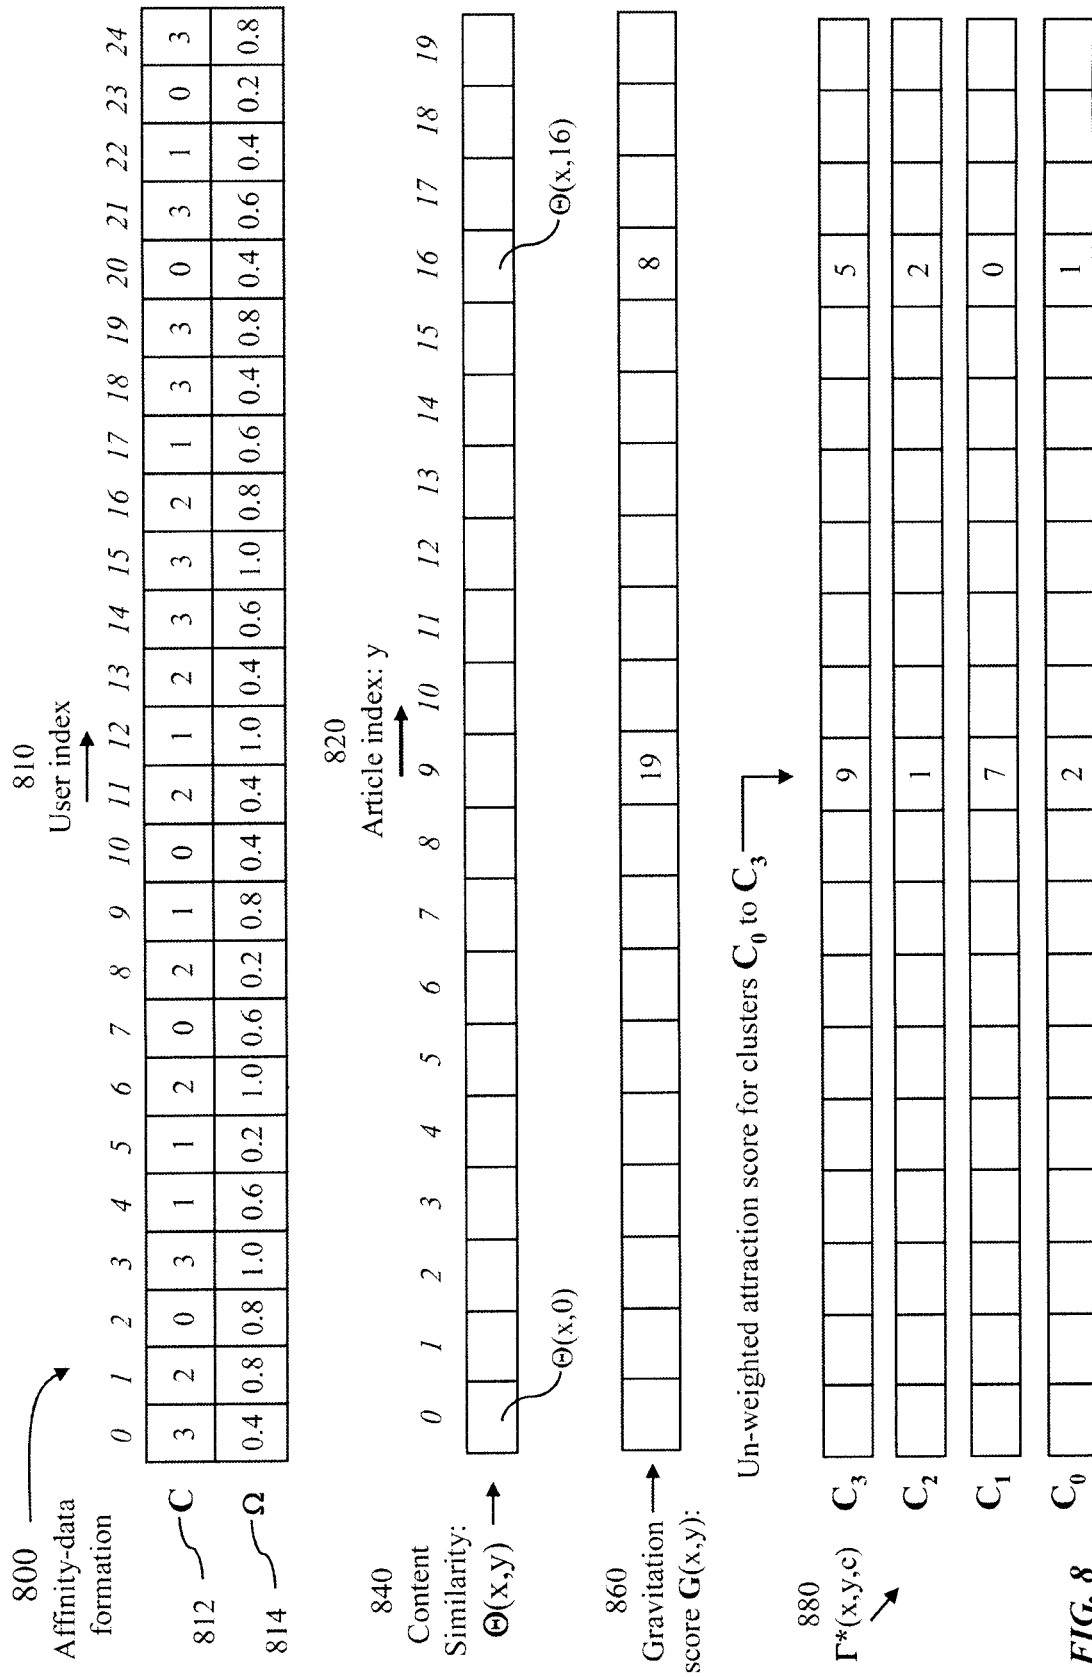 800
Affinity-data
formation
810
User index
0 1 2 3 4 5 6 7 8 9 10 11 12 13 14 15 16 17 18 19 20 21 22 23 24
812 C 3 2 0 3 1 1 2 0 2 1 0 2 1 2 3 3 2 1 3 3 0 3 1 0 3
814 Ω 0.4 0.8 0.8 1.0 0.6 0.2 1.0 0.6 0.2 0.8 0.4 0.4 1.0 0.4 0.6 1.0 0.8 0.6 0.4 0.8 0.4 0.6 0.4 0.2 0.8
820
Article index: y
0 1 2 3 4 5 6 7 8 9 10 11 12 13 14 15 16 17 18 19
840
Content
Similarity:
Θ(x,y)
Θ(x,0)
Θ(x,16)
860
Gravitation
score G(x,y):
19 8
Un-weighted attraction score for clusters C₀ to C₃
880
Γ*(x,y,c)
C₃ 9 5
C₂ 1 2
C₁ 7 0
C₀ 2 1
FIG. 8